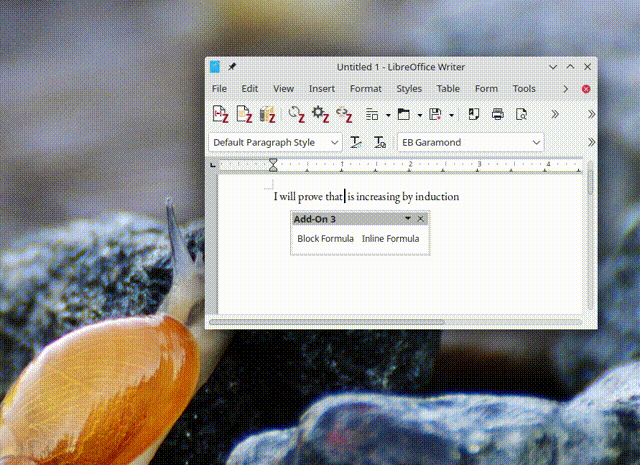 Untitled 1 - LibreOffice Writer
File Edit View Insert Format Styles Table Form Tools
Default Paragraph Style EB Garamond
1 2 3 4
I will prove that is increasing by induction
Add-On 3
Block Formula Inline Formula